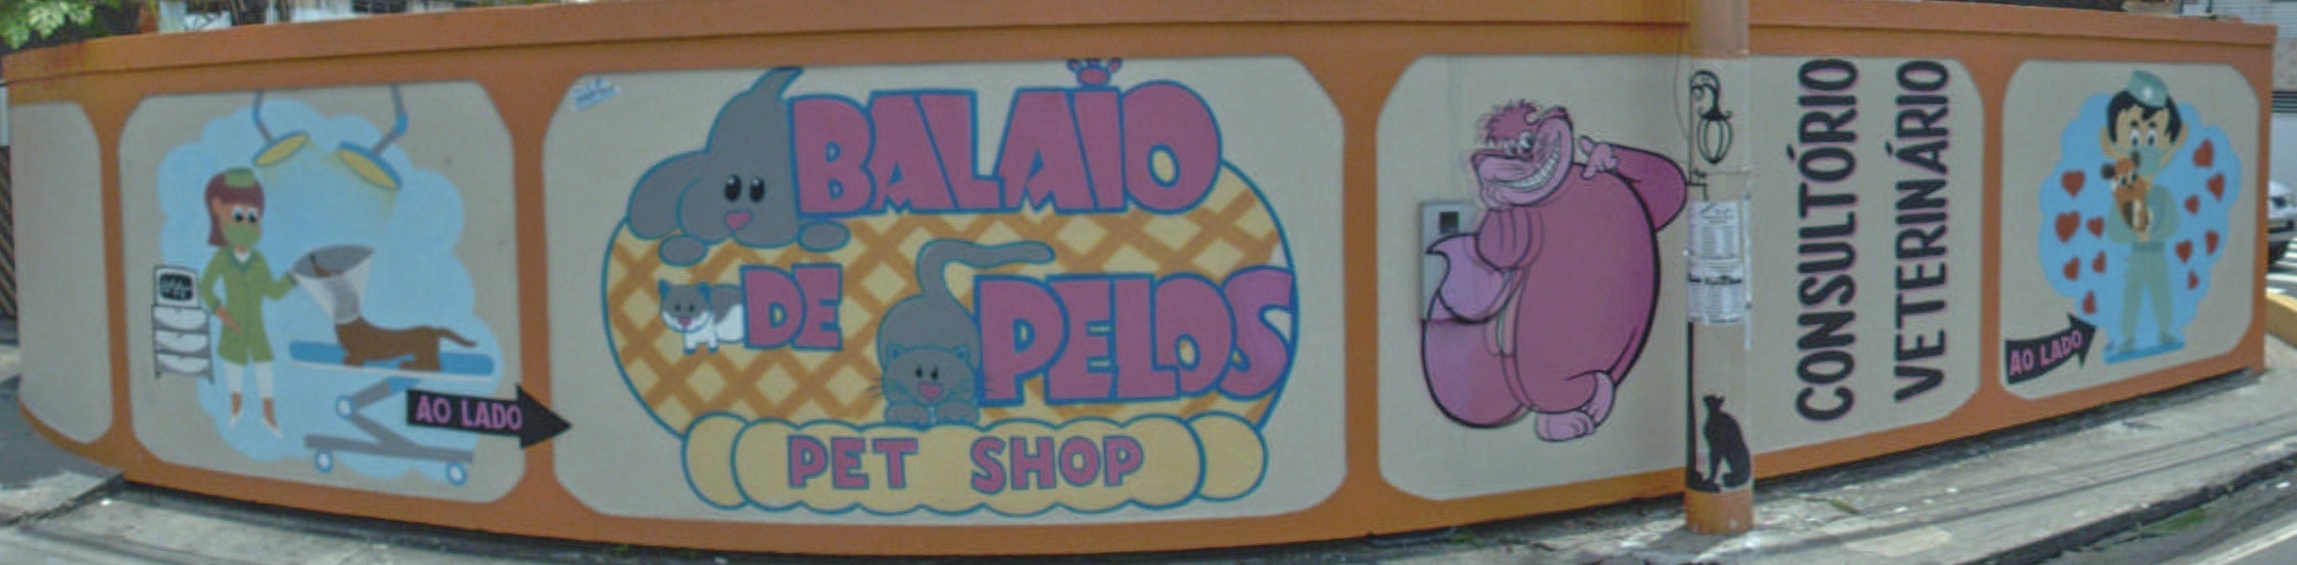 AO LADO
BALAIO
DE PELOS
PET SHOP
CONSULTÓRIO
VETERINÁRIO
AO LADO